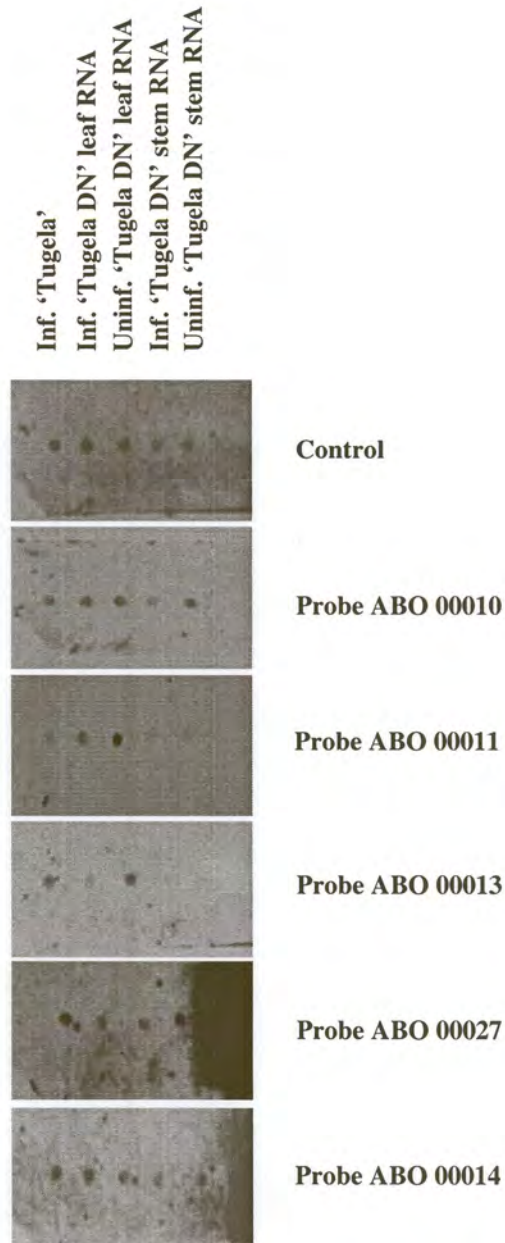 Inf. ‘Tugela’
Inf. ‘Tugela DN’ leaf RNA
Uninf. ‘Tugela DN’ leaf RNA
Inf. ‘Tugela DN’ stem RNA
Uninf. ‘Tugela DN’ stem RNA
Control
Probe ABO 00010
Probe ABO 00011
Probe ABO 00013
Probe ABO 00027
Probe ABO 00014